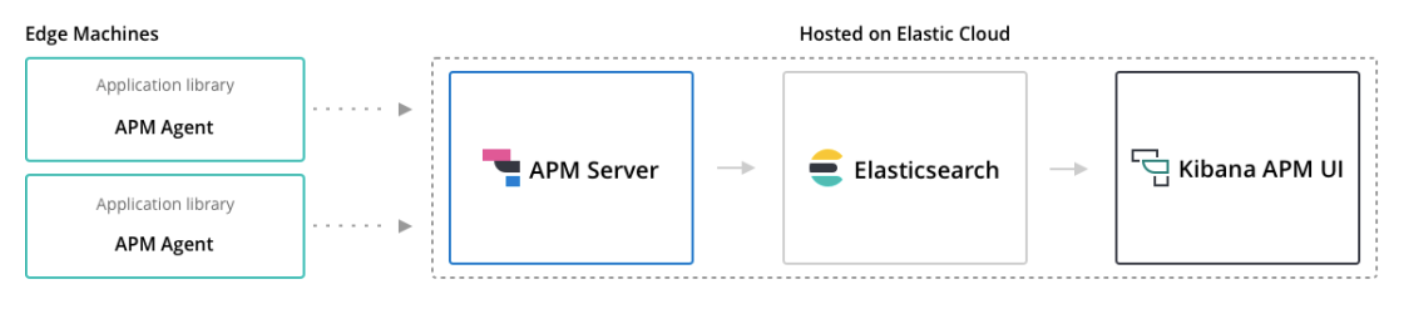 Edge Machines
Application library
APM Agent
Application library
APM Agent
Hosted on Elastic Cloud
APM Server
Elasticsearch
Kibana APM UI